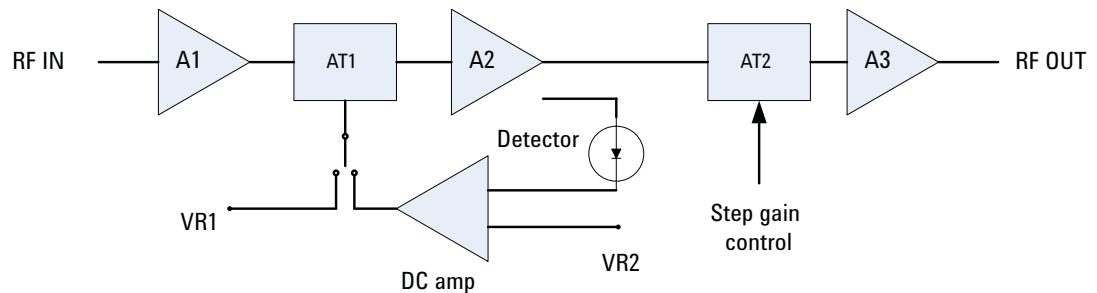 RF IN
A1
AT1
A2
AT2
A3
RF OUT
Detector
VR1
DC amp
VR2
Step gain
control